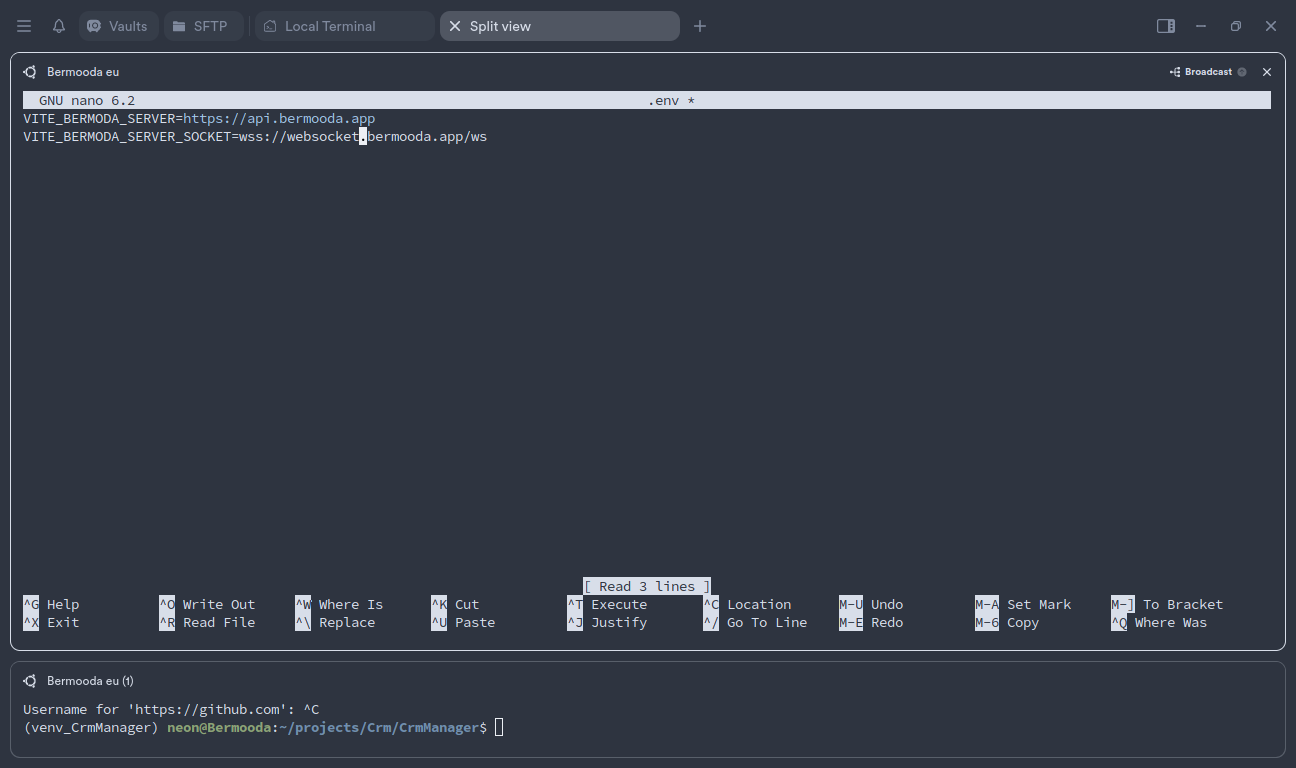 Vaults SFTP Local Terminal Split view
Bermooda eu Broadcast
GNU nano 6.2 .env *
VITE_BERMODA_SERVER=https://api.bermooda.app
VITE_BERMODA_SERVER_SOCKET=wss://websocket.bermooda.app/ws
[ Read 3 lines ]
^G Help ^O Write Out ^W Where Is ^K Cut ^T Execute ^C Location M-U Undo M-A Set Mark M-] To Bracket
^X Exit ^R Read File ^\ Replace ^U Paste ^J Justify ^/ Go To Line M-E Redo M-6 Copy ^Q Where Was
Bermooda eu (1)
Username for 'https://github.com': ^C
(venv_CrmManager) neon@Bermooda:~/projects/Crm/CrmManager$